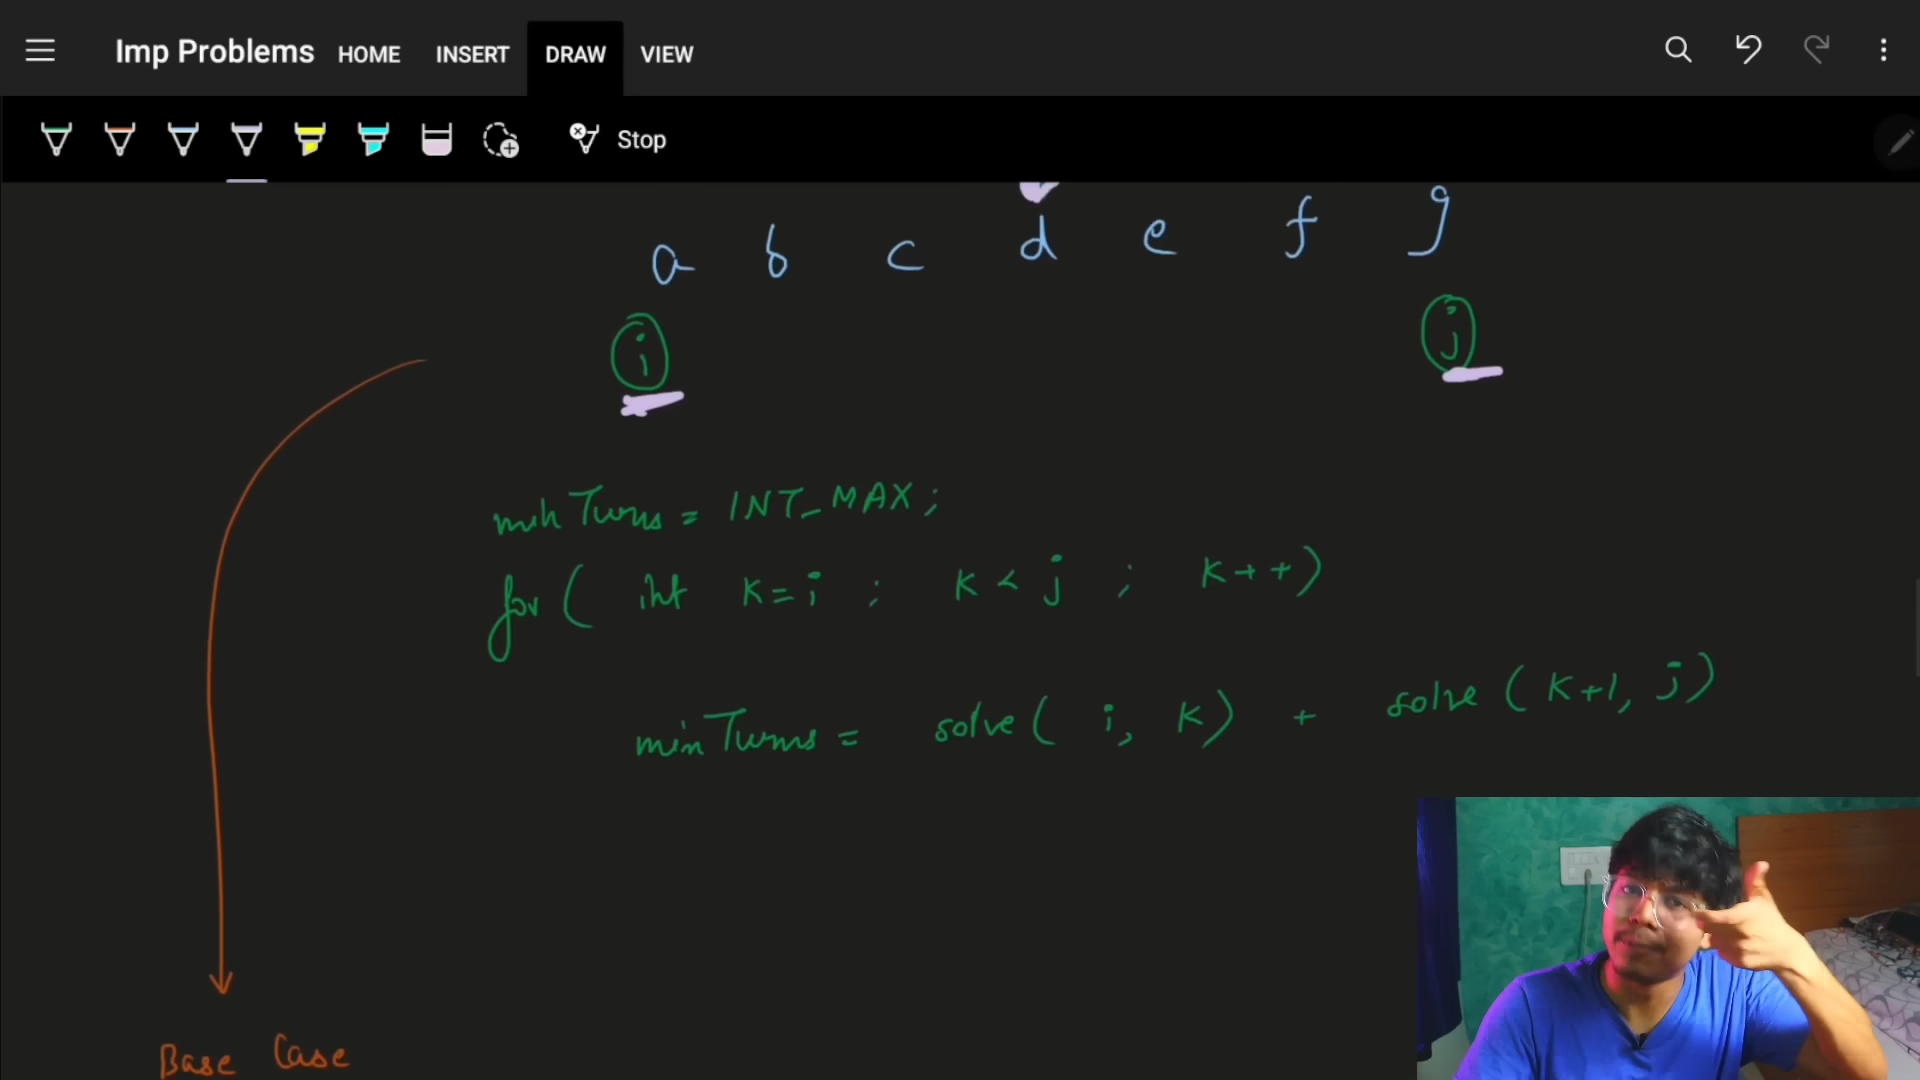 Imp Problems HOME INSERT DRAW VIEW
Stop
a b c d e f g
i j
minTurns = INT_MAX;
for ( int K=i ; K < j ; K++)
minTurns = solve( i, K) + solve ( K+1, j)
Base Case